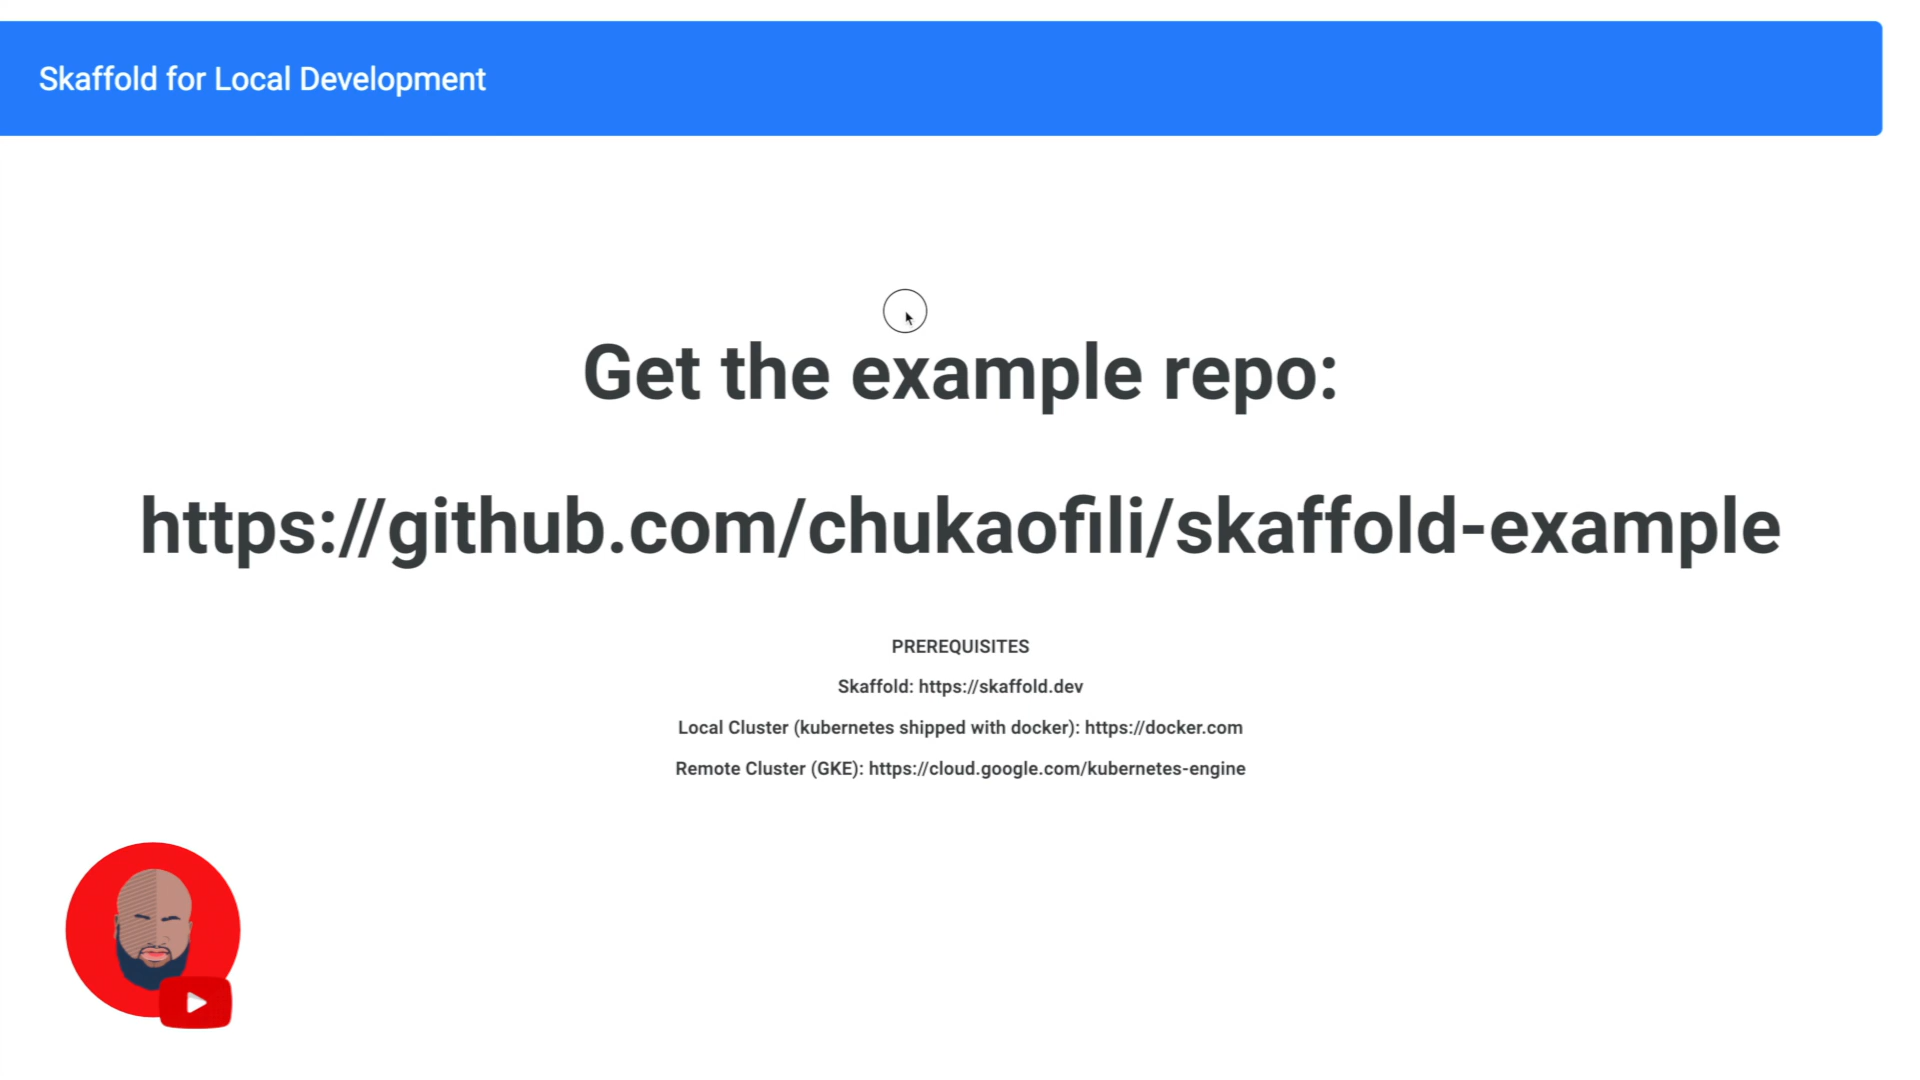 Skaffold for Local Development
Get the example repo:
https://github.com/chukaofili/skaffold-example
PREREQUISITES
Skaffold: https://skaffold.dev
Local Cluster (kubernetes shipped with docker): https://docker.com
Remote Cluster (GKE): https://cloud.google.com/kubernetes-engine